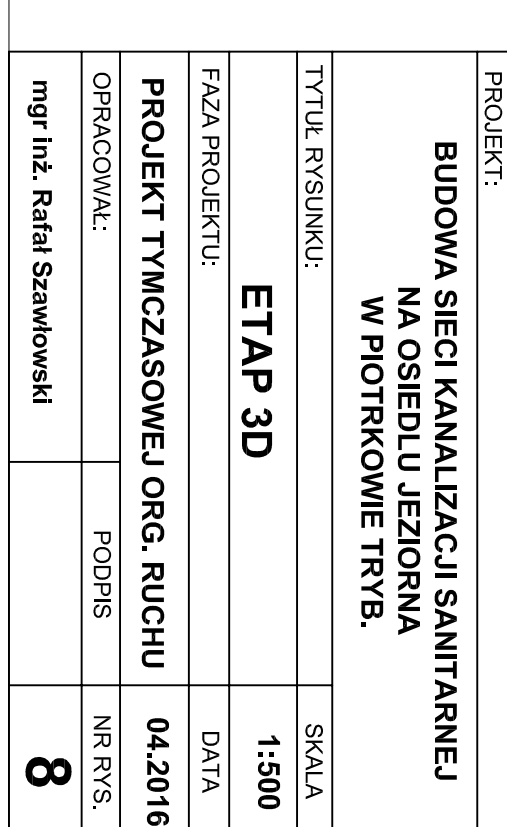 PROJEKT:
BUDOWA SIECI KANALIZACJI SANITARNEJ
NA OSIEDLU JEZIORNA
W PIOTRKOWIE TRYB.
TYTUŁ RYSUNKU:
SKALA
ETAP 3D
1:500
FAZA PROJEKTU:
DATA
PROJEKT TYMCZASOWEJ ORG. RUCHU
04.2016
OPRACOWAŁ:
PODPIS
NR RYS.
mgr inż. Rafał Szawłowski
8